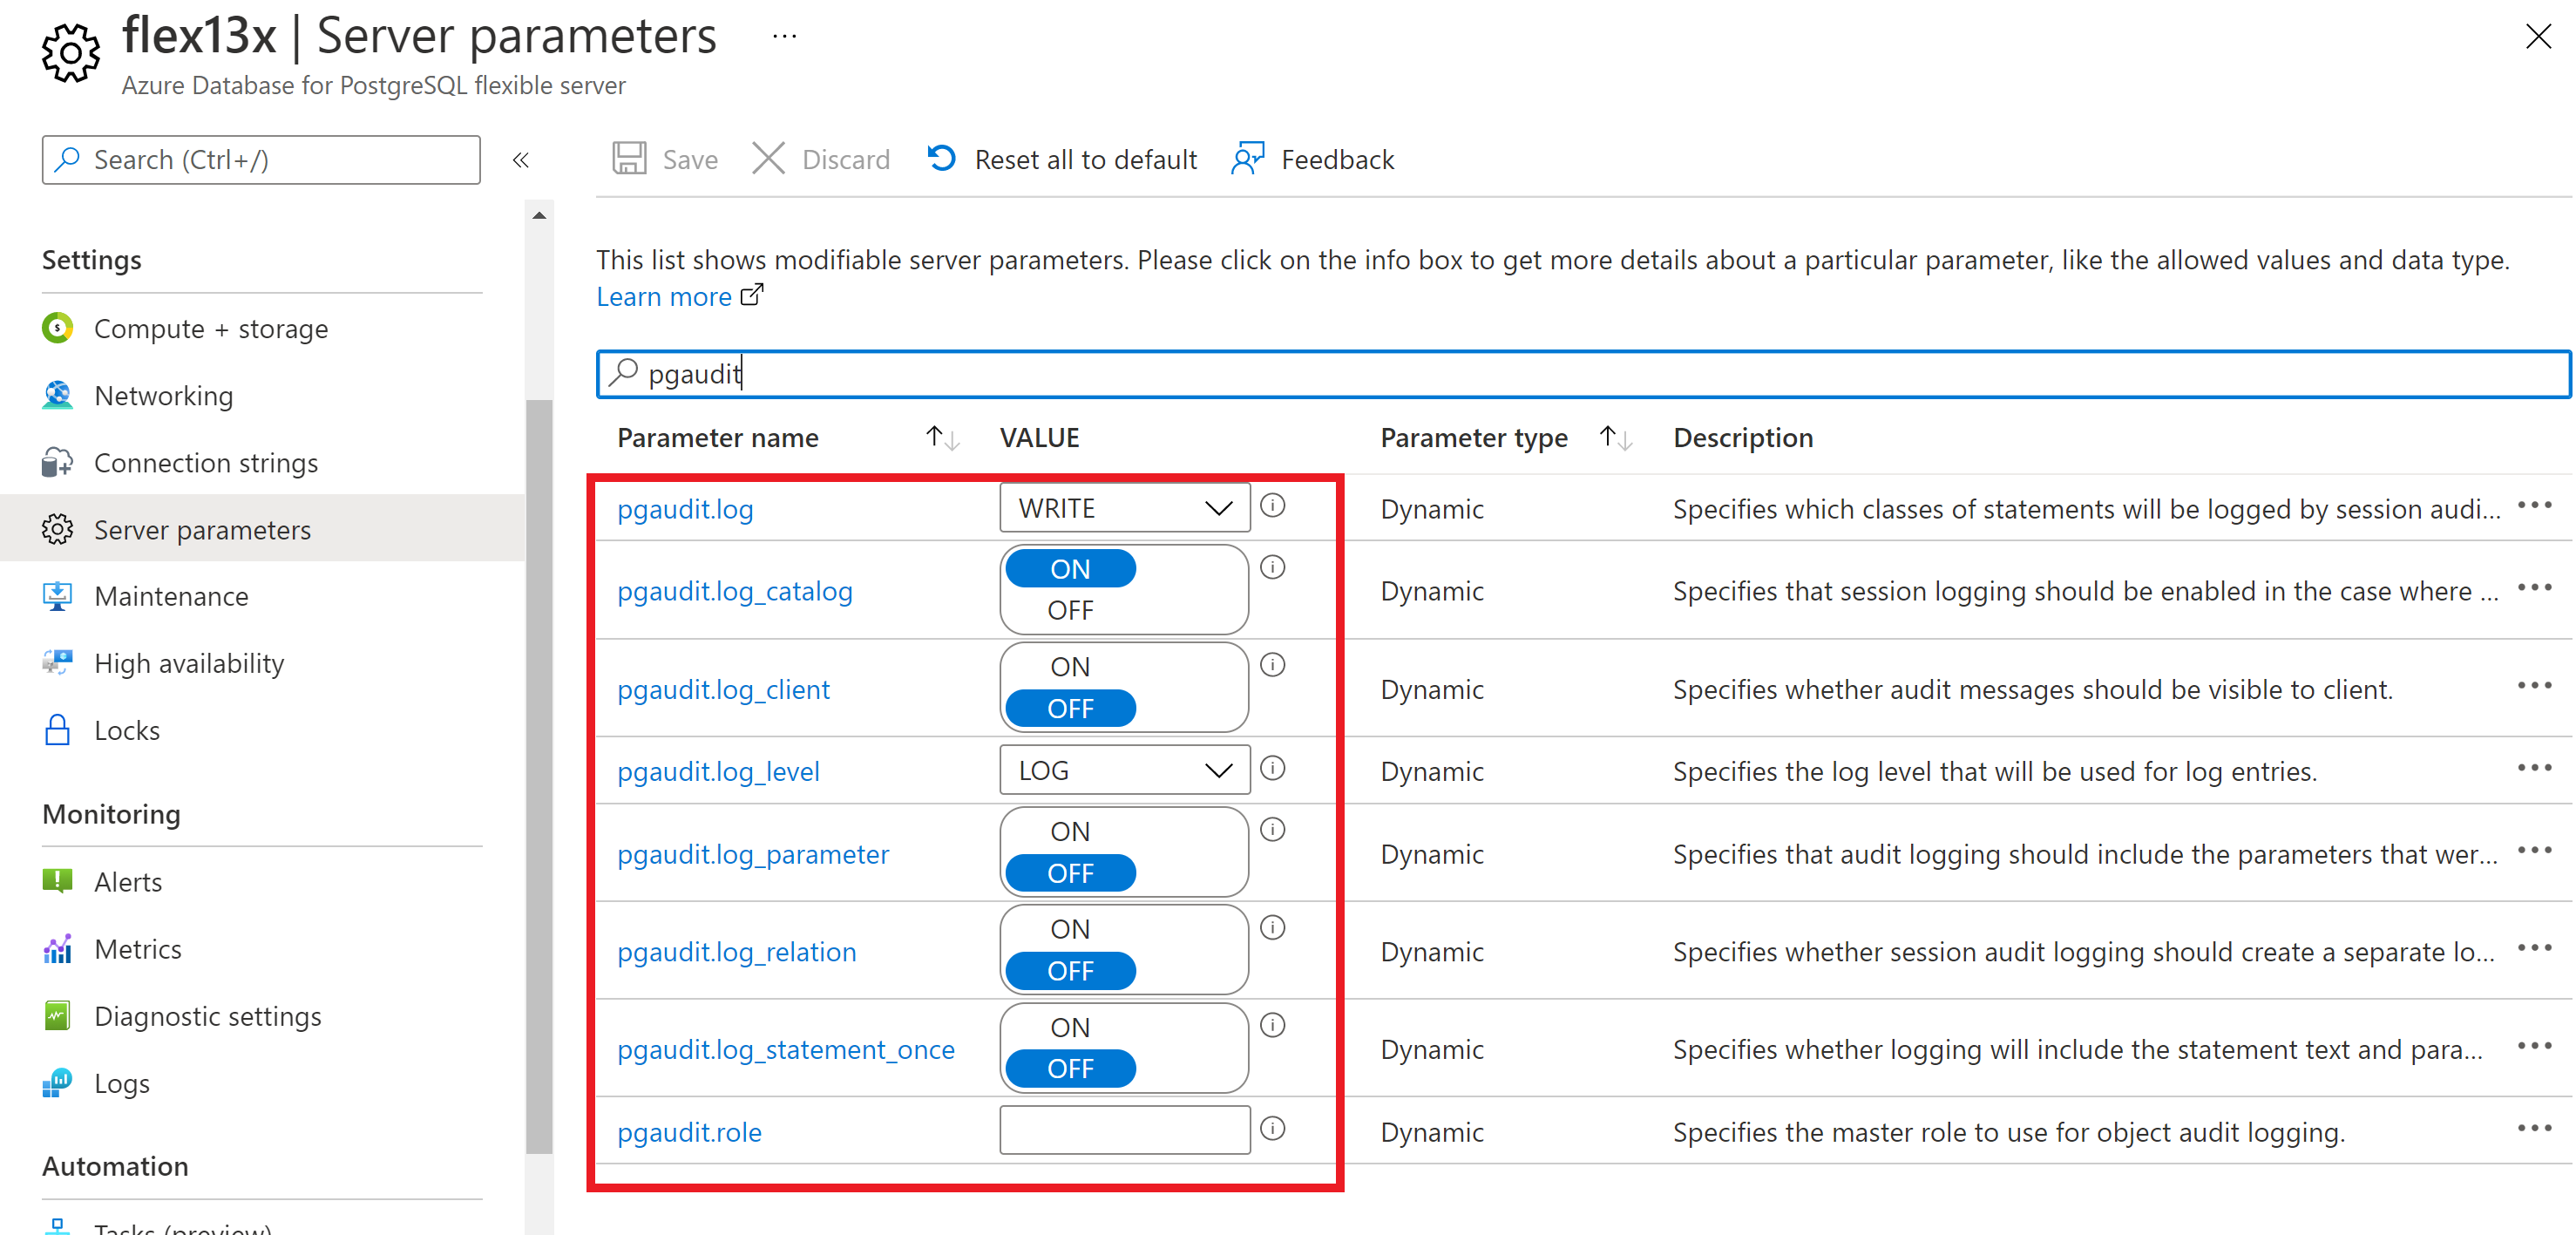 flex13x | Server parameters ...
Azure Database for PostgreSQL flexible server
Search (Ctrl+/)
«
Save
Discard
Reset all to default
Feedback
Settings
Compute + storage
Networking
Connection strings
Server parameters
Maintenance
High availability
Locks
Monitoring
Alerts
Metrics
Diagnostic settings
Logs
Automation
Tasks (preview)
This list shows modifiable server parameters. Please click on the info box to get more details about a particular parameter, like the allowed values and data type.
Learn more
pgaudit
Parameter name VALUE Parameter type Description
pgaudit.log WRITE Dynamic Specifies which classes of statements will be logged by session audi...
pgaudit.log_catalog ON OFF Dynamic Specifies that session logging should be enabled in the case where ...
pgaudit.log_client ON OFF Dynamic Specifies whether audit messages should be visible to client.
pgaudit.log_level LOG Dynamic Specifies the log level that will be used for log entries.
pgaudit.log_parameter ON OFF Dynamic Specifies that audit logging should include the parameters that wer...
pgaudit.log_relation ON OFF Dynamic Specifies whether session audit logging should create a separate lo...
pgaudit.log_statement_once ON OFF Dynamic Specifies whether logging will include the statement text and para...
pgaudit.role Dynamic Specifies the master role to use for object audit logging.